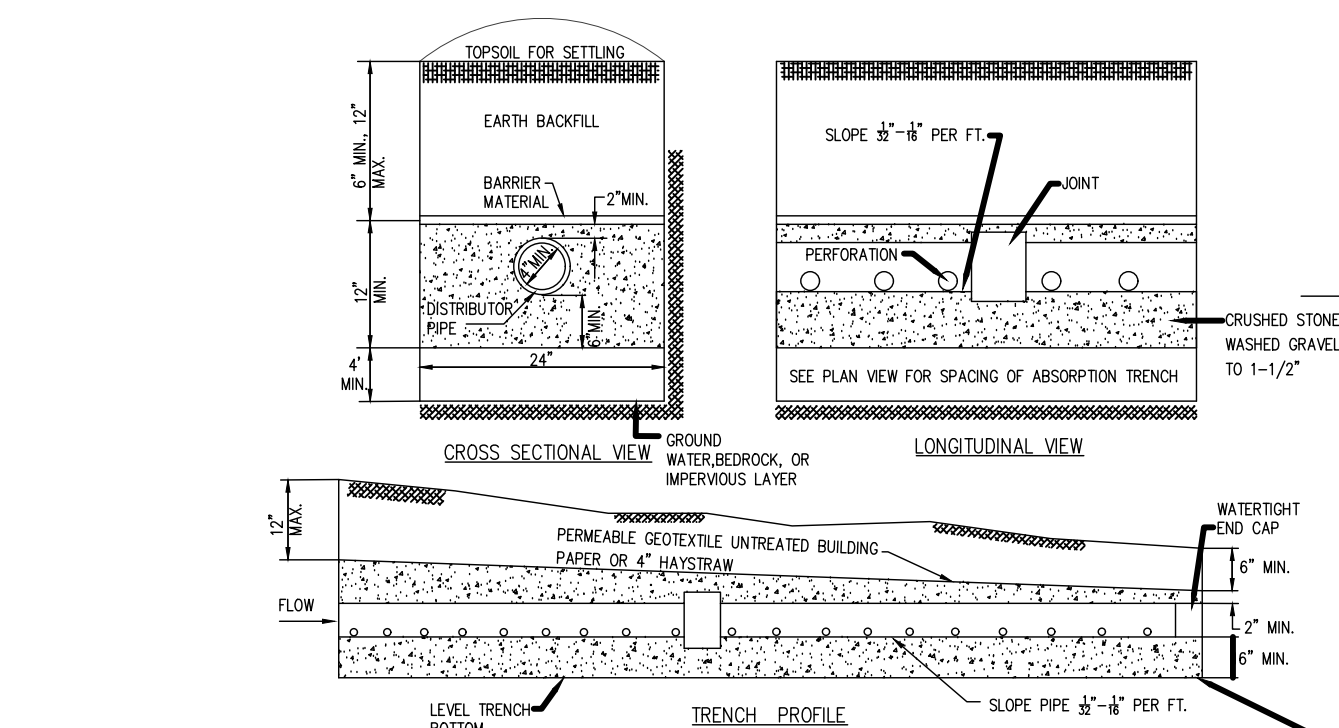 TOPSOIL FOR SETTLING
EARTH BACKFILL
6" MIN., 12"
MAX.
BARRIER
MATERIAL
2"MIN.
4" MIN.
12"
MIN.
DISTRIBUTOR
PIPE
6"MIN.
24"
4'
MIN.
CROSS SECTIONAL VIEW
GROUND
WATER,BEDROCK, OR
IMPERVIOUS LAYER
SLOPE 1/32"-1/16" PER FT.
JOINT
PERFORATION
CRUSHED STONE
WASHED GRAVEL
TO 1-1/2"
SEE PLAN VIEW FOR SPACING OF ABSORPTION TRENCH
LONGITUDINAL VIEW
12"
MAX.
PERMEABLE GEOTEXTILE UNTREATED BUILDING
PAPER OR 4" HAYSTRAW
WATERTIGHT
END CAP
6" MIN.
FLOW
2" MIN.
6" MIN.
LEVEL TRENCH
BOTTOM
SLOPE PIPE 1/32"-1/16" PER FT.
TRENCH PROFILE